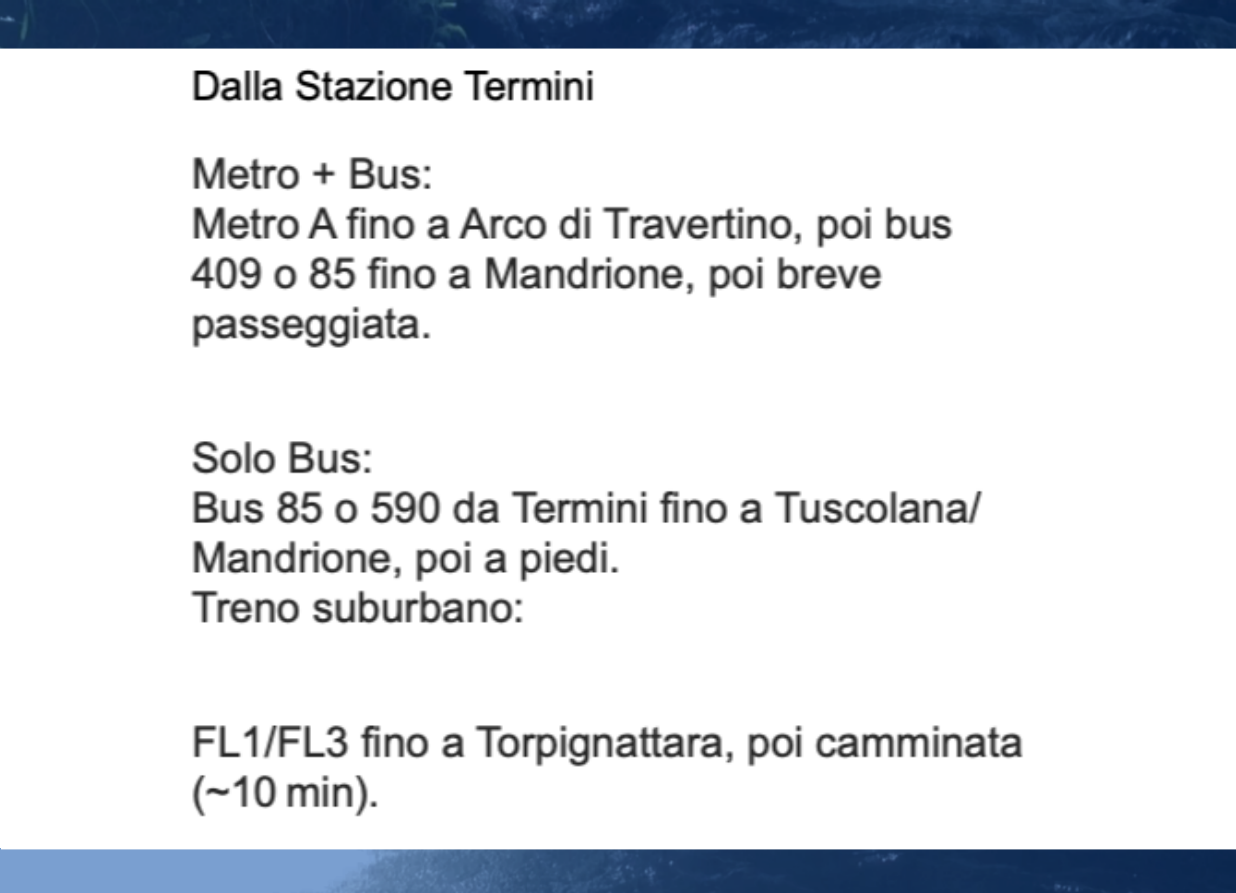 Dalla Stazione Termini
Metro + Bus:
Metro A fino a Arco di Travertino, poi bus
409 o 85 fino a Mandrione, poi breve
passeggiata.
Solo Bus:
Bus 85 o 590 da Termini fino a Tuscolana/
Mandrione, poi a piedi.
Treno suburbano:
FL1/FL3 fino a Torpignattara, poi camminata
(~10 min).